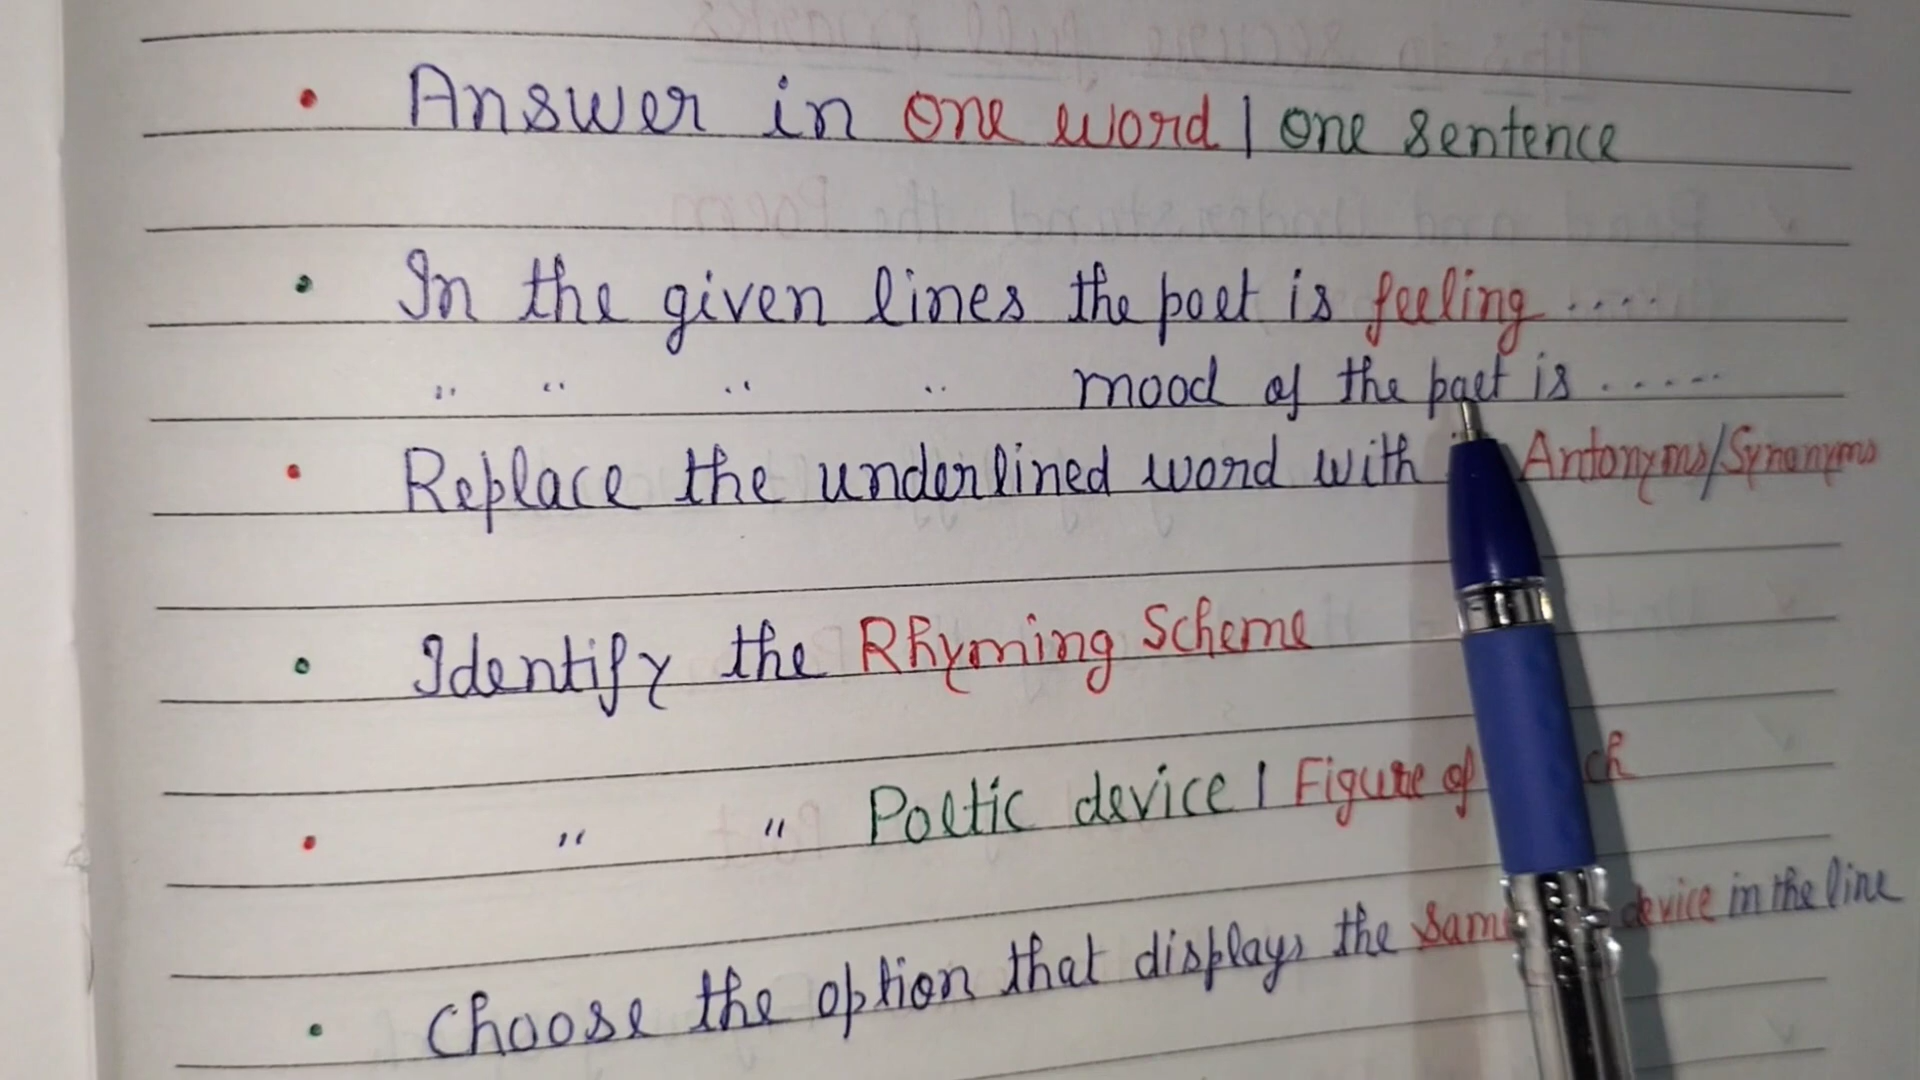 • Answer in one word | one sentence
• In the given lines the poet is feeling ....
" " " " mood of the poet is .....
• Replace the underlined word with Antonyms/Synonyms
• Identify the Rhyming Scheme
• " " Poetic device | Figure of
• Choose the option that displays the same device in the line